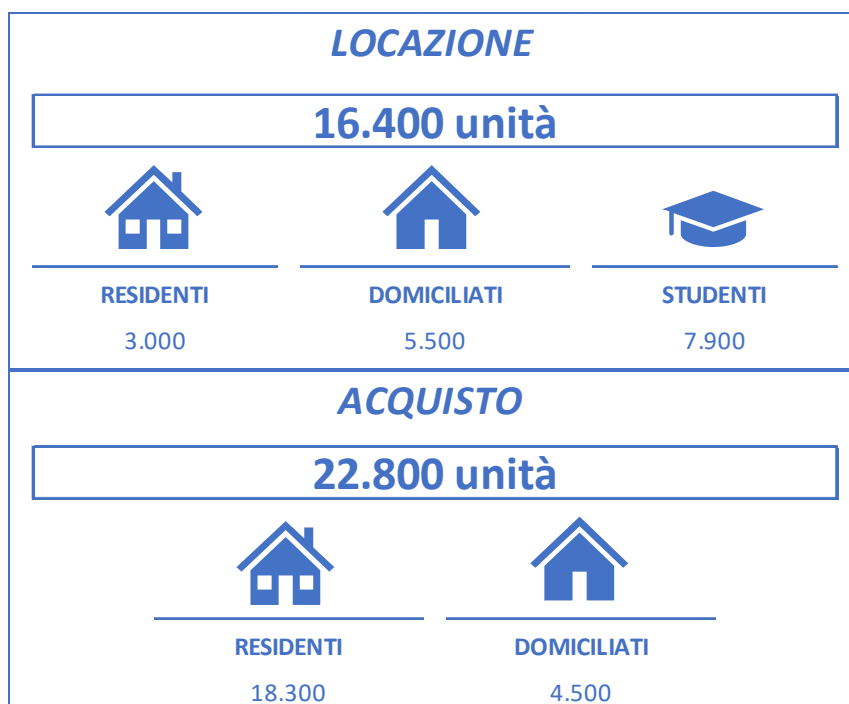 LOCAZIONE
16.400 unità
RESIDENTI DOMICILIATI STUDENTI
3.000 5.500 7.900
ACQUISTO
22.800 unità
RESIDENTI DOMICILIATI
18.300 4.500